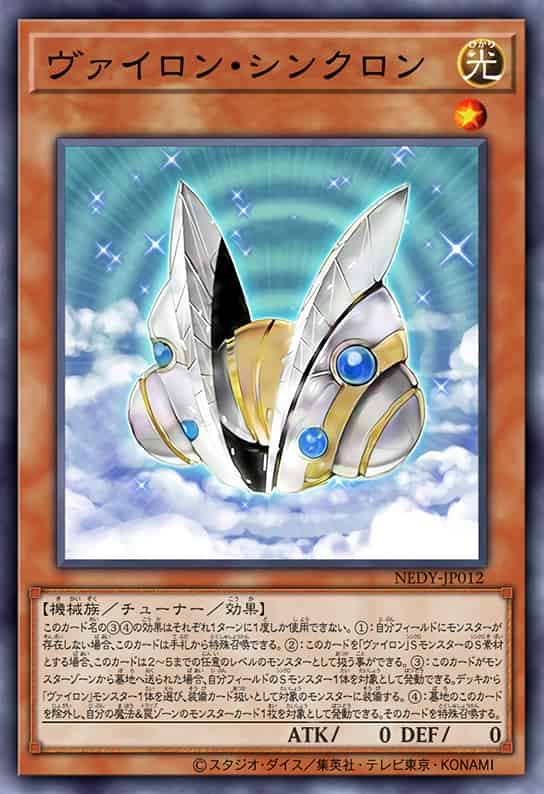 ヴァイロン・シンクロン
光
NEDY-JP012
【機械族／チューナー／効果】
このカード名の③④の効果はそれぞれ1ターンに1度しか使用できない。①：自分フィールドにモンスターが
存在しない場合、このカードは手札から特殊召喚できる。②：このカードを「ヴァイロン」SモンスターのS素材
とする場合、このカードは2～5までの任意のレベルのモンスターとして扱う事ができる。③：このカードがモン
スターゾーンから墓地へ送られた場合、自分フィールドのSモンスター1体を対象として発動できる。デッキから
「ヴァイロン」モンスター1体を選び、装備カード扱いとして対象のモンスターに装備する。④：墓地のこのカード
を除外し、自分の魔法&罠ゾーンのモンスターカード1枚を対象として発動できる。そのカードを特殊召喚する。
ATK/ 0 DEF/ 0
©スタジオ・ダイス／集英社・テレビ東京・KONAMI